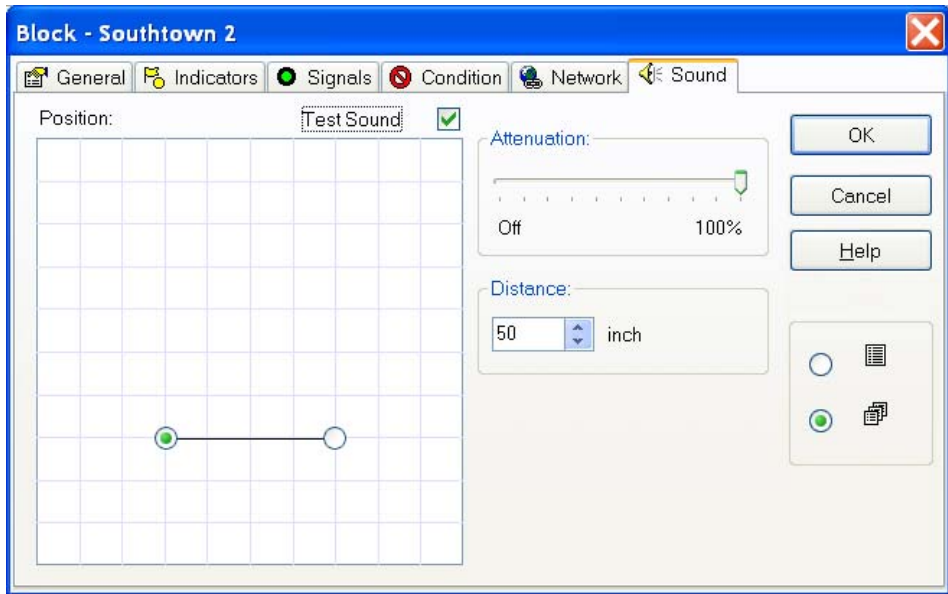 Block - Southtown 2
General Indicators Signals Condition Network Sound
Position: Test Sound
Attenuation:
Off 100%
Distance:
50 inch
OK
Cancel
Help